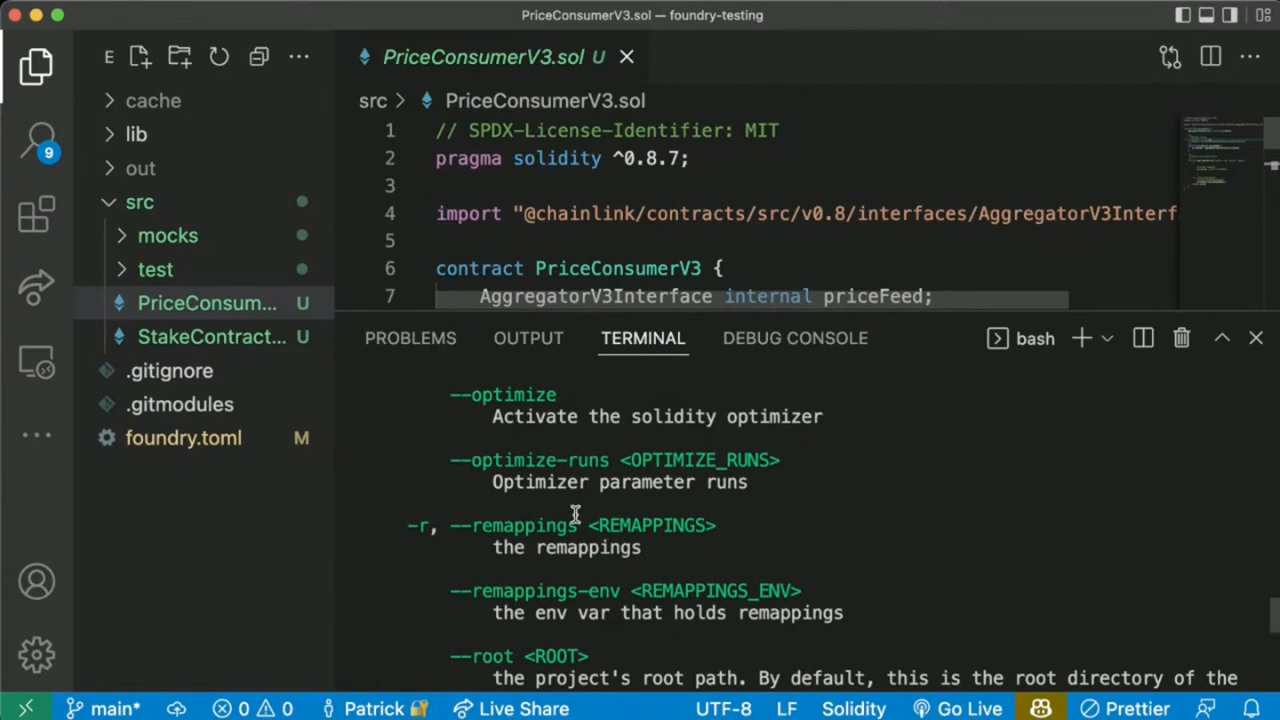 PriceConsumerV3.sol — foundry-testing
E
PriceConsumerV3.sol U
cache
lib
out
src
mocks
test
PriceConsum... U
StakeContract... U
.gitignore
.gitmodules
foundry.toml M
9
src > PriceConsumerV3.sol
1 // SPDX-License-Identifier: MIT
2 pragma solidity ^0.8.7;
3
4 import "@chainlink/contracts/src/v0.8/interfaces/AggregatorV3Interf
5
6 contract PriceConsumerV3 {
7 AggregatorV3Interface internal priceFeed;
PROBLEMS OUTPUT TERMINAL DEBUG CONSOLE bash
--optimize
Activate the solidity optimizer
--optimize-runs <OPTIMIZE_RUNS>
Optimizer parameter runs
-r, --remappings <REMAPPINGS>
the remappings
--remappings-env <REMAPPINGS_ENV>
the env var that holds remappings
--root <ROOT>
the project's root path. By default, this is the root directory of the
main* 0 0 Patrick Live Share UTF-8 LF Solidity Go Live Prettier